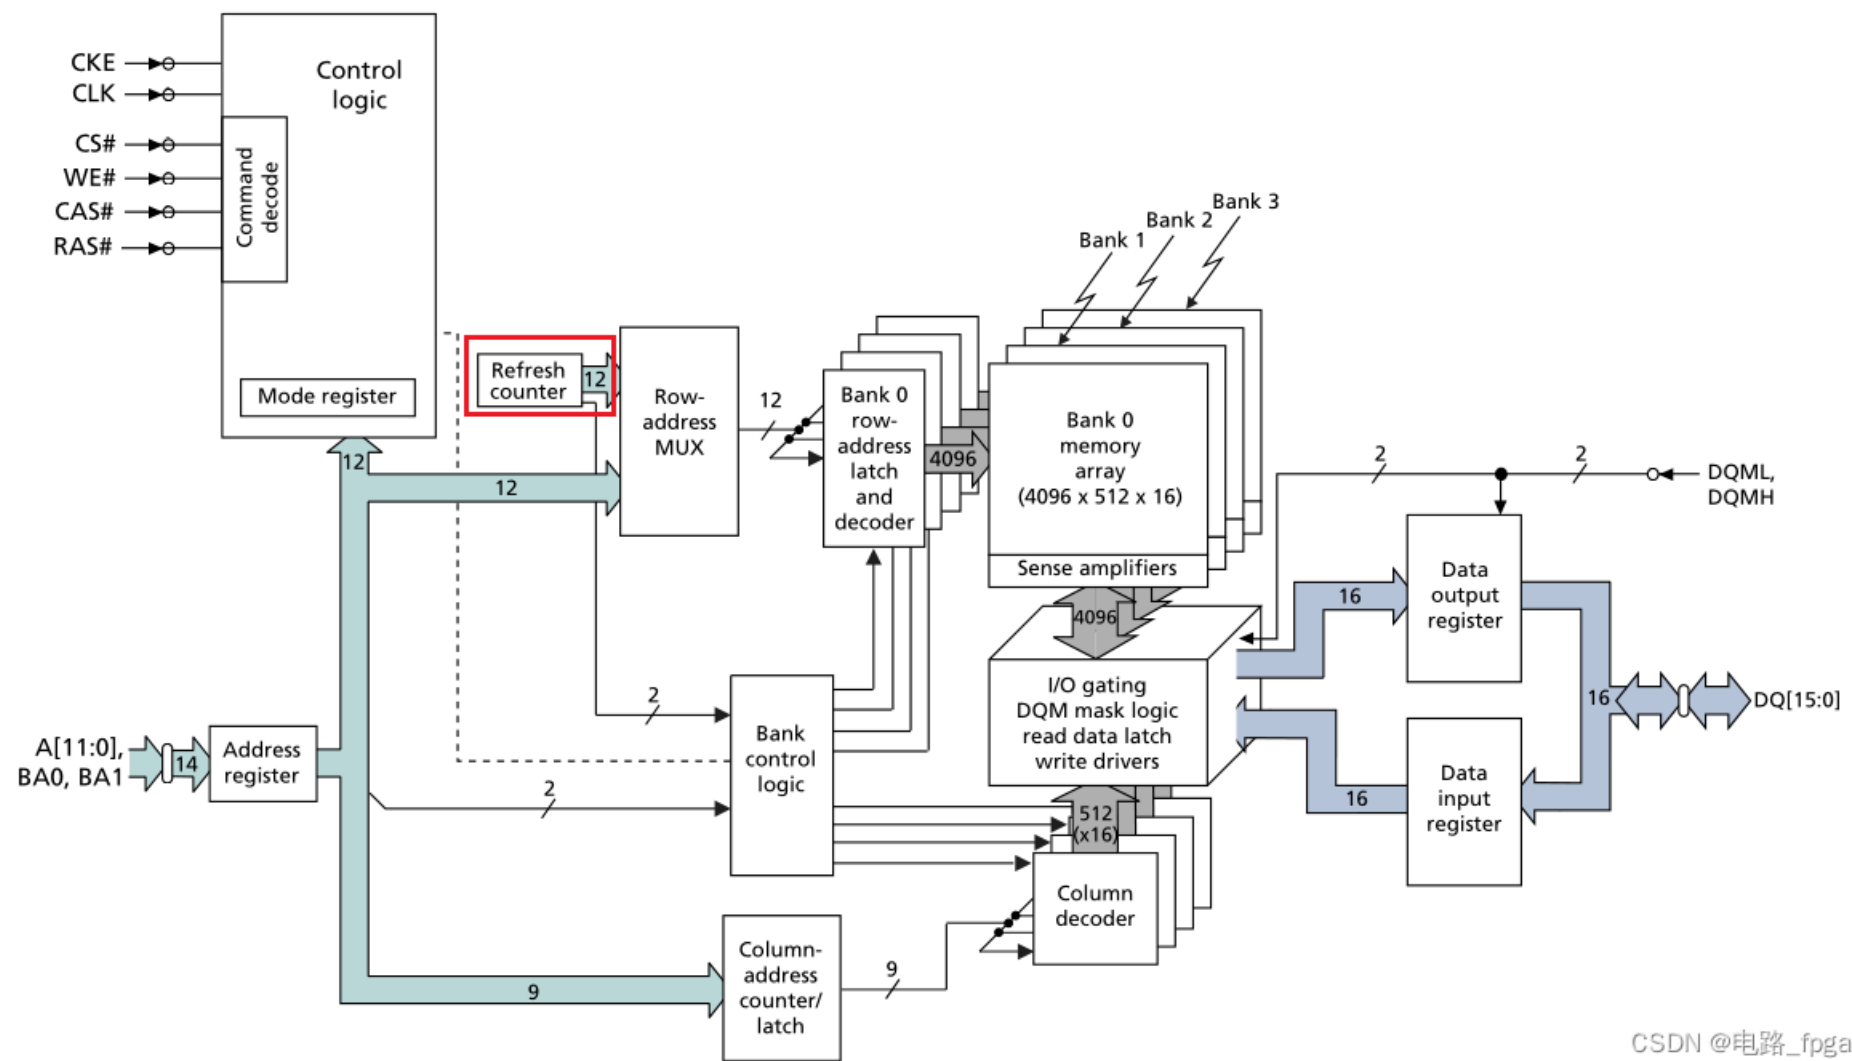 CKE
CLK
CS#
WE#
CAS#
RAS#
Control
logic
Command
decode
Mode register
Refresh
counter
12
Row-
address
MUX
12
12
12
Bank 0
row-
address
latch
and
decoder
4096
Bank 1
Bank 2
Bank 3
Bank 0
memory
array
(4096 x 512 x 16)
Sense amplifiers
4096
I/O gating
DQM mask logic
read data latch
write drivers
2
2
DQML,
DQMH
16
Data
output
register
16
DQ[15:0]
16
Data
input
register
A[11:0],
BA0, BA1
14
Address
register
2
2
Bank
control
logic
512
(x16)
Column
decoder
9
Column-
address
counter/
latch
9
CSDN @电路_fpga